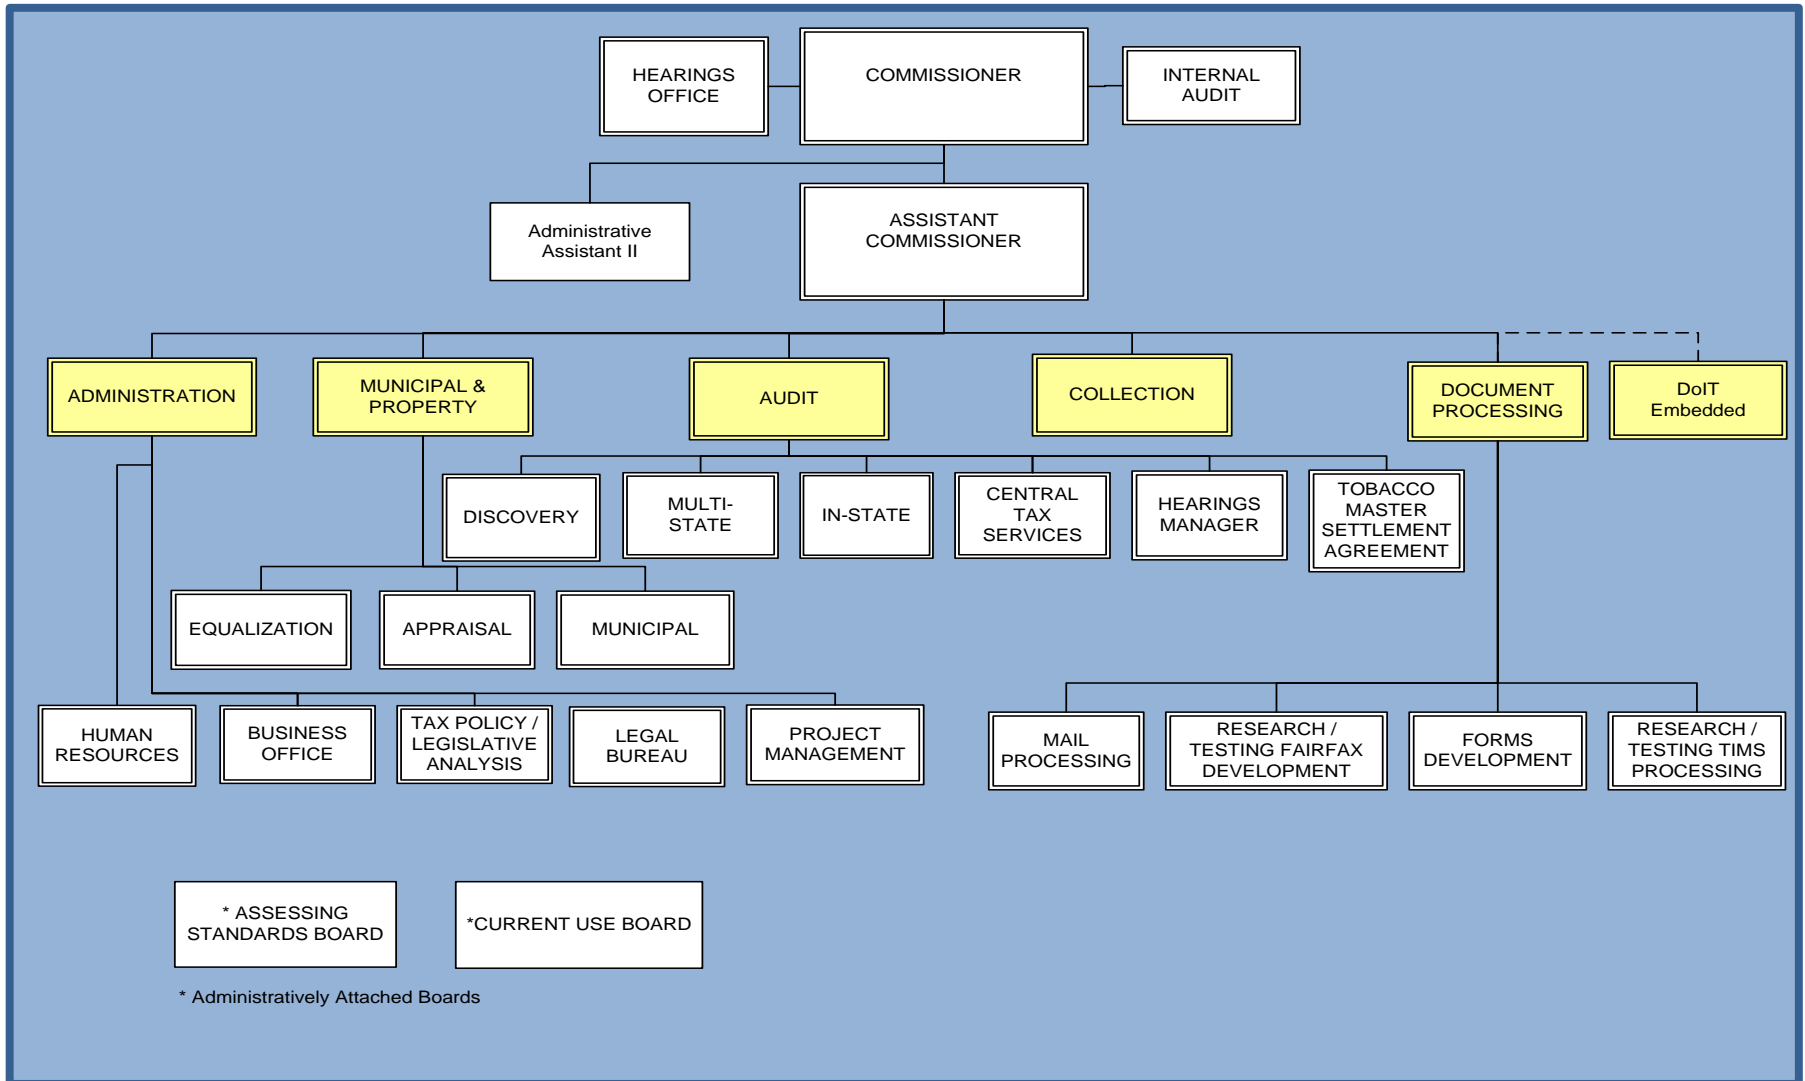 HEARINGS
OFFICE
COMMISSIONER
INTERNAL
AUDIT
Administrative
Assistant II
ASSISTANT
COMMISSIONER
ADMINISTRATION
MUNICIPAL &
PROPERTY
AUDIT
COLLECTION
DOCUMENT
PROCESSING
DoIT
Embedded
DISCOVERY
MULTI-
STATE
IN-STATE
CENTRAL
TAX
SERVICES
HEARINGS
MANAGER
TOBACCO
MASTER
SETTLEMENT
AGREEMENT
EQUALIZATION
APPRAISAL
MUNICIPAL
HUMAN
RESOURCES
BUSINESS
OFFICE
TAX POLICY /
LEGISLATIVE
ANALYSIS
LEGAL
BUREAU
PROJECT
MANAGEMENT
MAIL
PROCESSING
RESEARCH /
TESTING FAIRFAX
DEVELOPMENT
FORMS
DEVELOPMENT
RESEARCH /
TESTING TIMS
PROCESSING
* ASSESSING
STANDARDS BOARD
*CURRENT USE BOARD
* Administratively Attached Boards